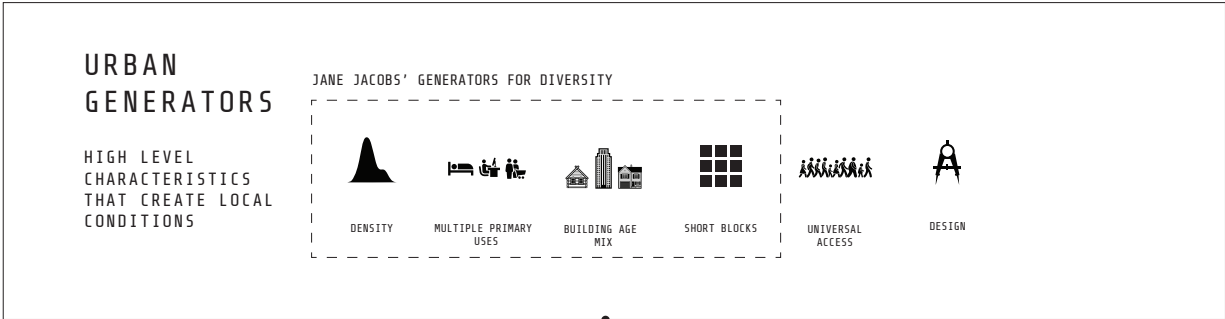 URBAN
GENERATORS
HIGH LEVEL
CHARACTERISTICS
THAT CREATE LOCAL
CONDITIONS
JANE JACOBS' GENERATORS FOR DIVERSITY
DENSITY
MULTIPLE PRIMARY
USES
BUILDING AGE
MIX
SHORT BLOCKS
UNIVERSAL
ACCESS
DESIGN